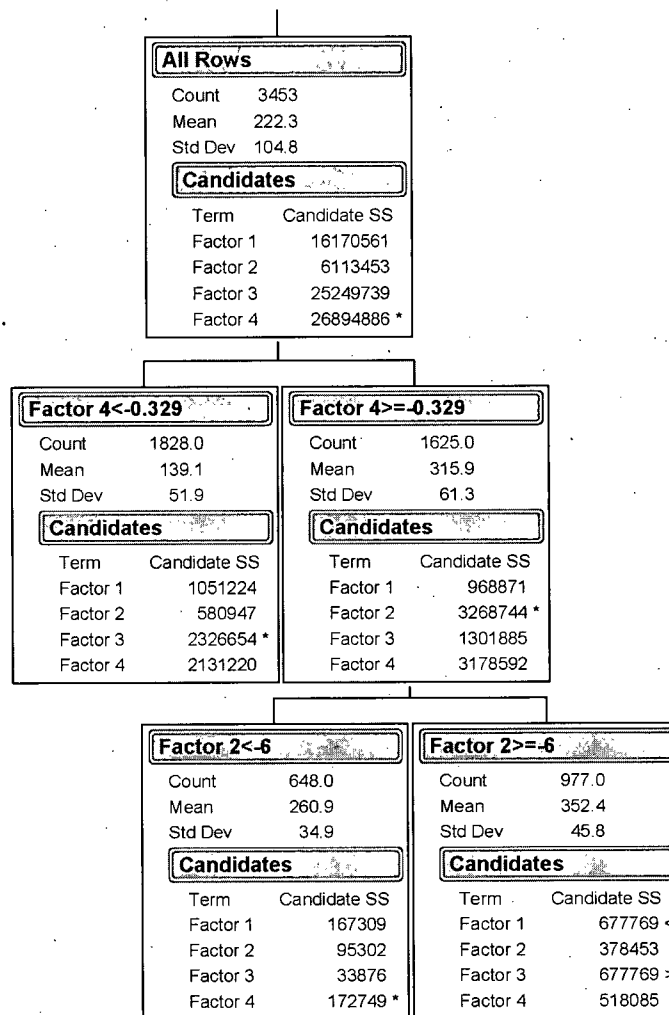 All Rows
Count 3453
Mean 222.3
Std Dev 104.8
Candidates
Term Candidate SS
Factor 1 16170561
Factor 2 6113453
Factor 3 25249739
Factor 4 26894886 *
Factor 4<-0.329
Count 1828.0
Mean 139.1
Std Dev 51.9
Candidates
Term Candidate SS
Factor 1 1051224
Factor 2 580947
Factor 3 2326654 *
Factor 4 2131220
Factor 4>=-0.329
Count 1625.0
Mean 315.9
Std Dev 61.3
Candidates
Term Candidate SS
Factor 1 968871
Factor 2 3268744 *
Factor 3 1301885
Factor 4 3178592
Factor 2<-6
Count 648.0
Mean 260.9
Std Dev 34.9
Candidates
Term Candidate SS
Factor 1 167309
Factor 2 95302
Factor 3 33876
Factor 4 172749 *
Factor 2>=-6
Count 977.0
Mean 352.4
Std Dev 45.8
Candidates
Term Candidate SS
Factor 1 677769 <
Factor 2 378453
Factor 3 677769 >
Factor 4 518085